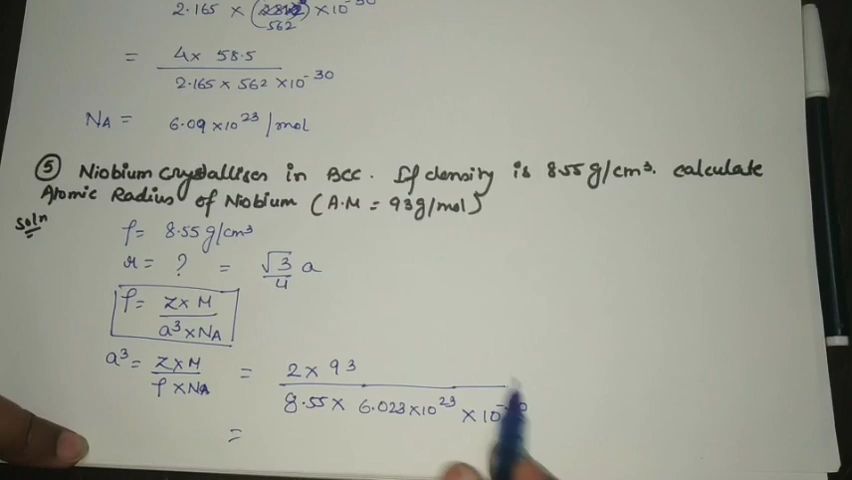 2.165 × ( 562 ) × 10⁻³⁰
= 4 × 58.5
2.165 × 562 × 10⁻³⁰
NA = 6.09 × 10²³ / mol
⑤ Niobium crystallises in BCC. If density is 8.55 g/cm³. calculate
Atomic Radius of Niobium (A.M = 93 g/mol)
Soln
ρ = 8.55 g/cm³
r = ? = √3/4 a
ρ = Z × M / a³ × NA
a³ = Z × M / ρ × NA = 2 × 93 / 8.55 × 6.023 × 10²³ × 10
=